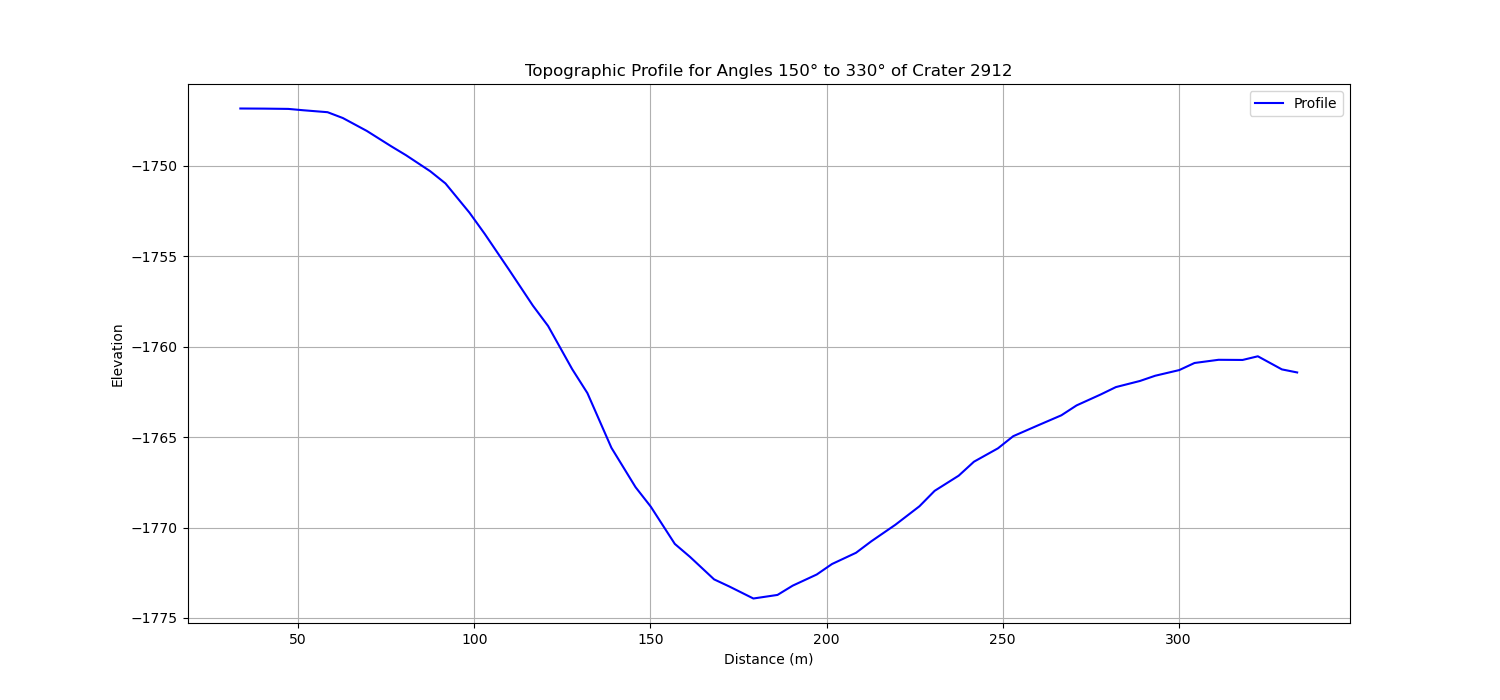 Topographic Profile for Angles 150° to 330° of Crater 2912
Profile
Elevation
−1750
−1755
−1760
−1765
−1770
−1775
50 100 150 200 250 300
Distance (m)